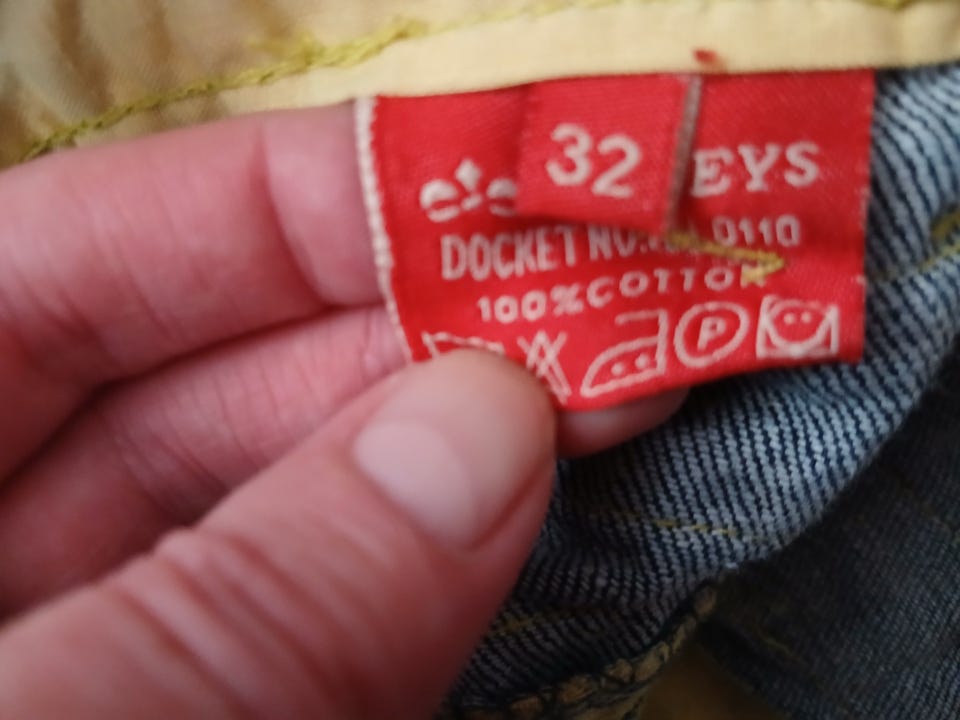 32
EYS
DOCKET NO. 0110
100%COTTON
P